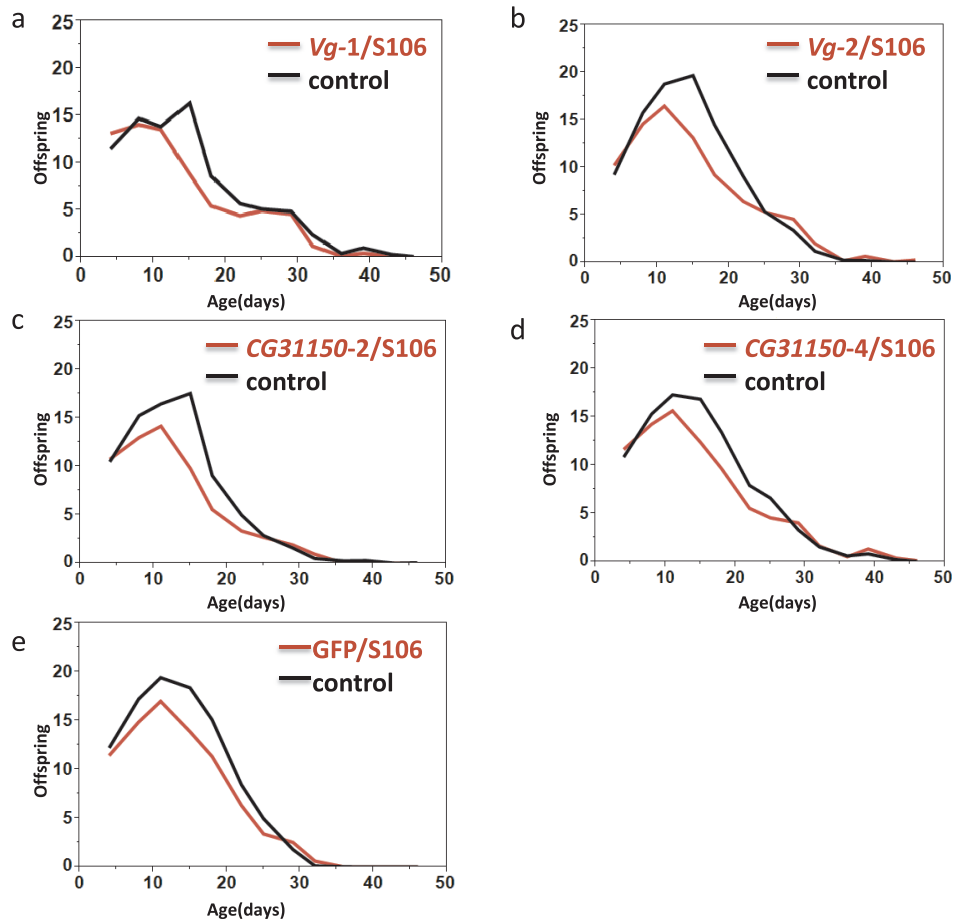 a
25
20
15
10
5
0
Offspring
Vg-1/S106
control
0 10 20 30 40 50
Age(days)
b
25
20
15
10
5
0
Offspring
Vg-2/S106
control
0 10 20 30 40 50
Age(days)
c
25
20
15
10
5
0
Offspring
CG31150-2/S106
control
0 10 20 30 40 50
Age(days)
d
25
20
15
10
5
0
Offspring
CG31150-4/S106
control
0 10 20 30 40 50
Age(days)
e
25
20
15
10
5
0
Offspring
GFP/S106
control
0 10 20 30 40 50
Age(days)